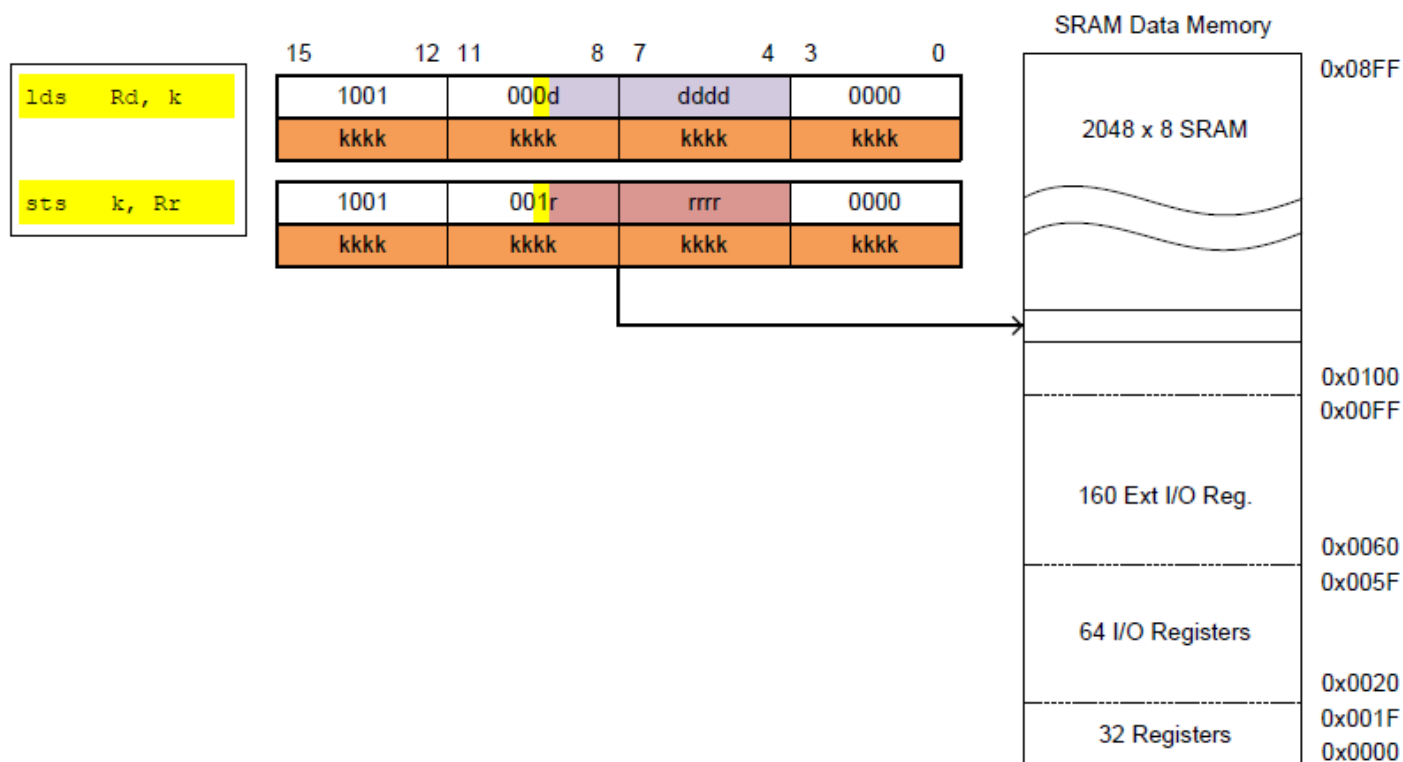 SRAM Data Memory
15 12 11 8 7 4 3 0
0x08FF
lds Rd, k
1001 000d dddd 0000
kkkk kkkk kkkk kkkk
2048 x 8 SRAM
sts k, Rr
1001 001r rrrr 0000
kkkk kkkk kkkk kkkk
0x0100
0x00FF
160 Ext I/O Reg.
0x0060
0x005F
64 I/O Registers
0x0020
0x001F
32 Registers
0x0000